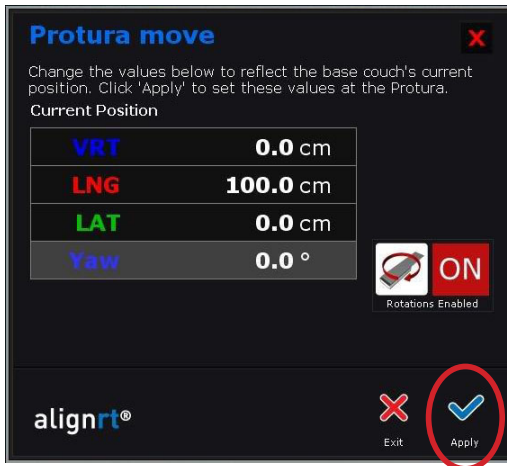 Protura move
X
Change the values below to reflect the base couch's current
position. Click 'Apply' to set these values at the Protura.
Current Position
VRT 0.0 cm
LNG 100.0 cm
LAT 0.0 cm
Yaw 0.0 °
ON
Rotations Enabled
alignrt®
Exit Apply